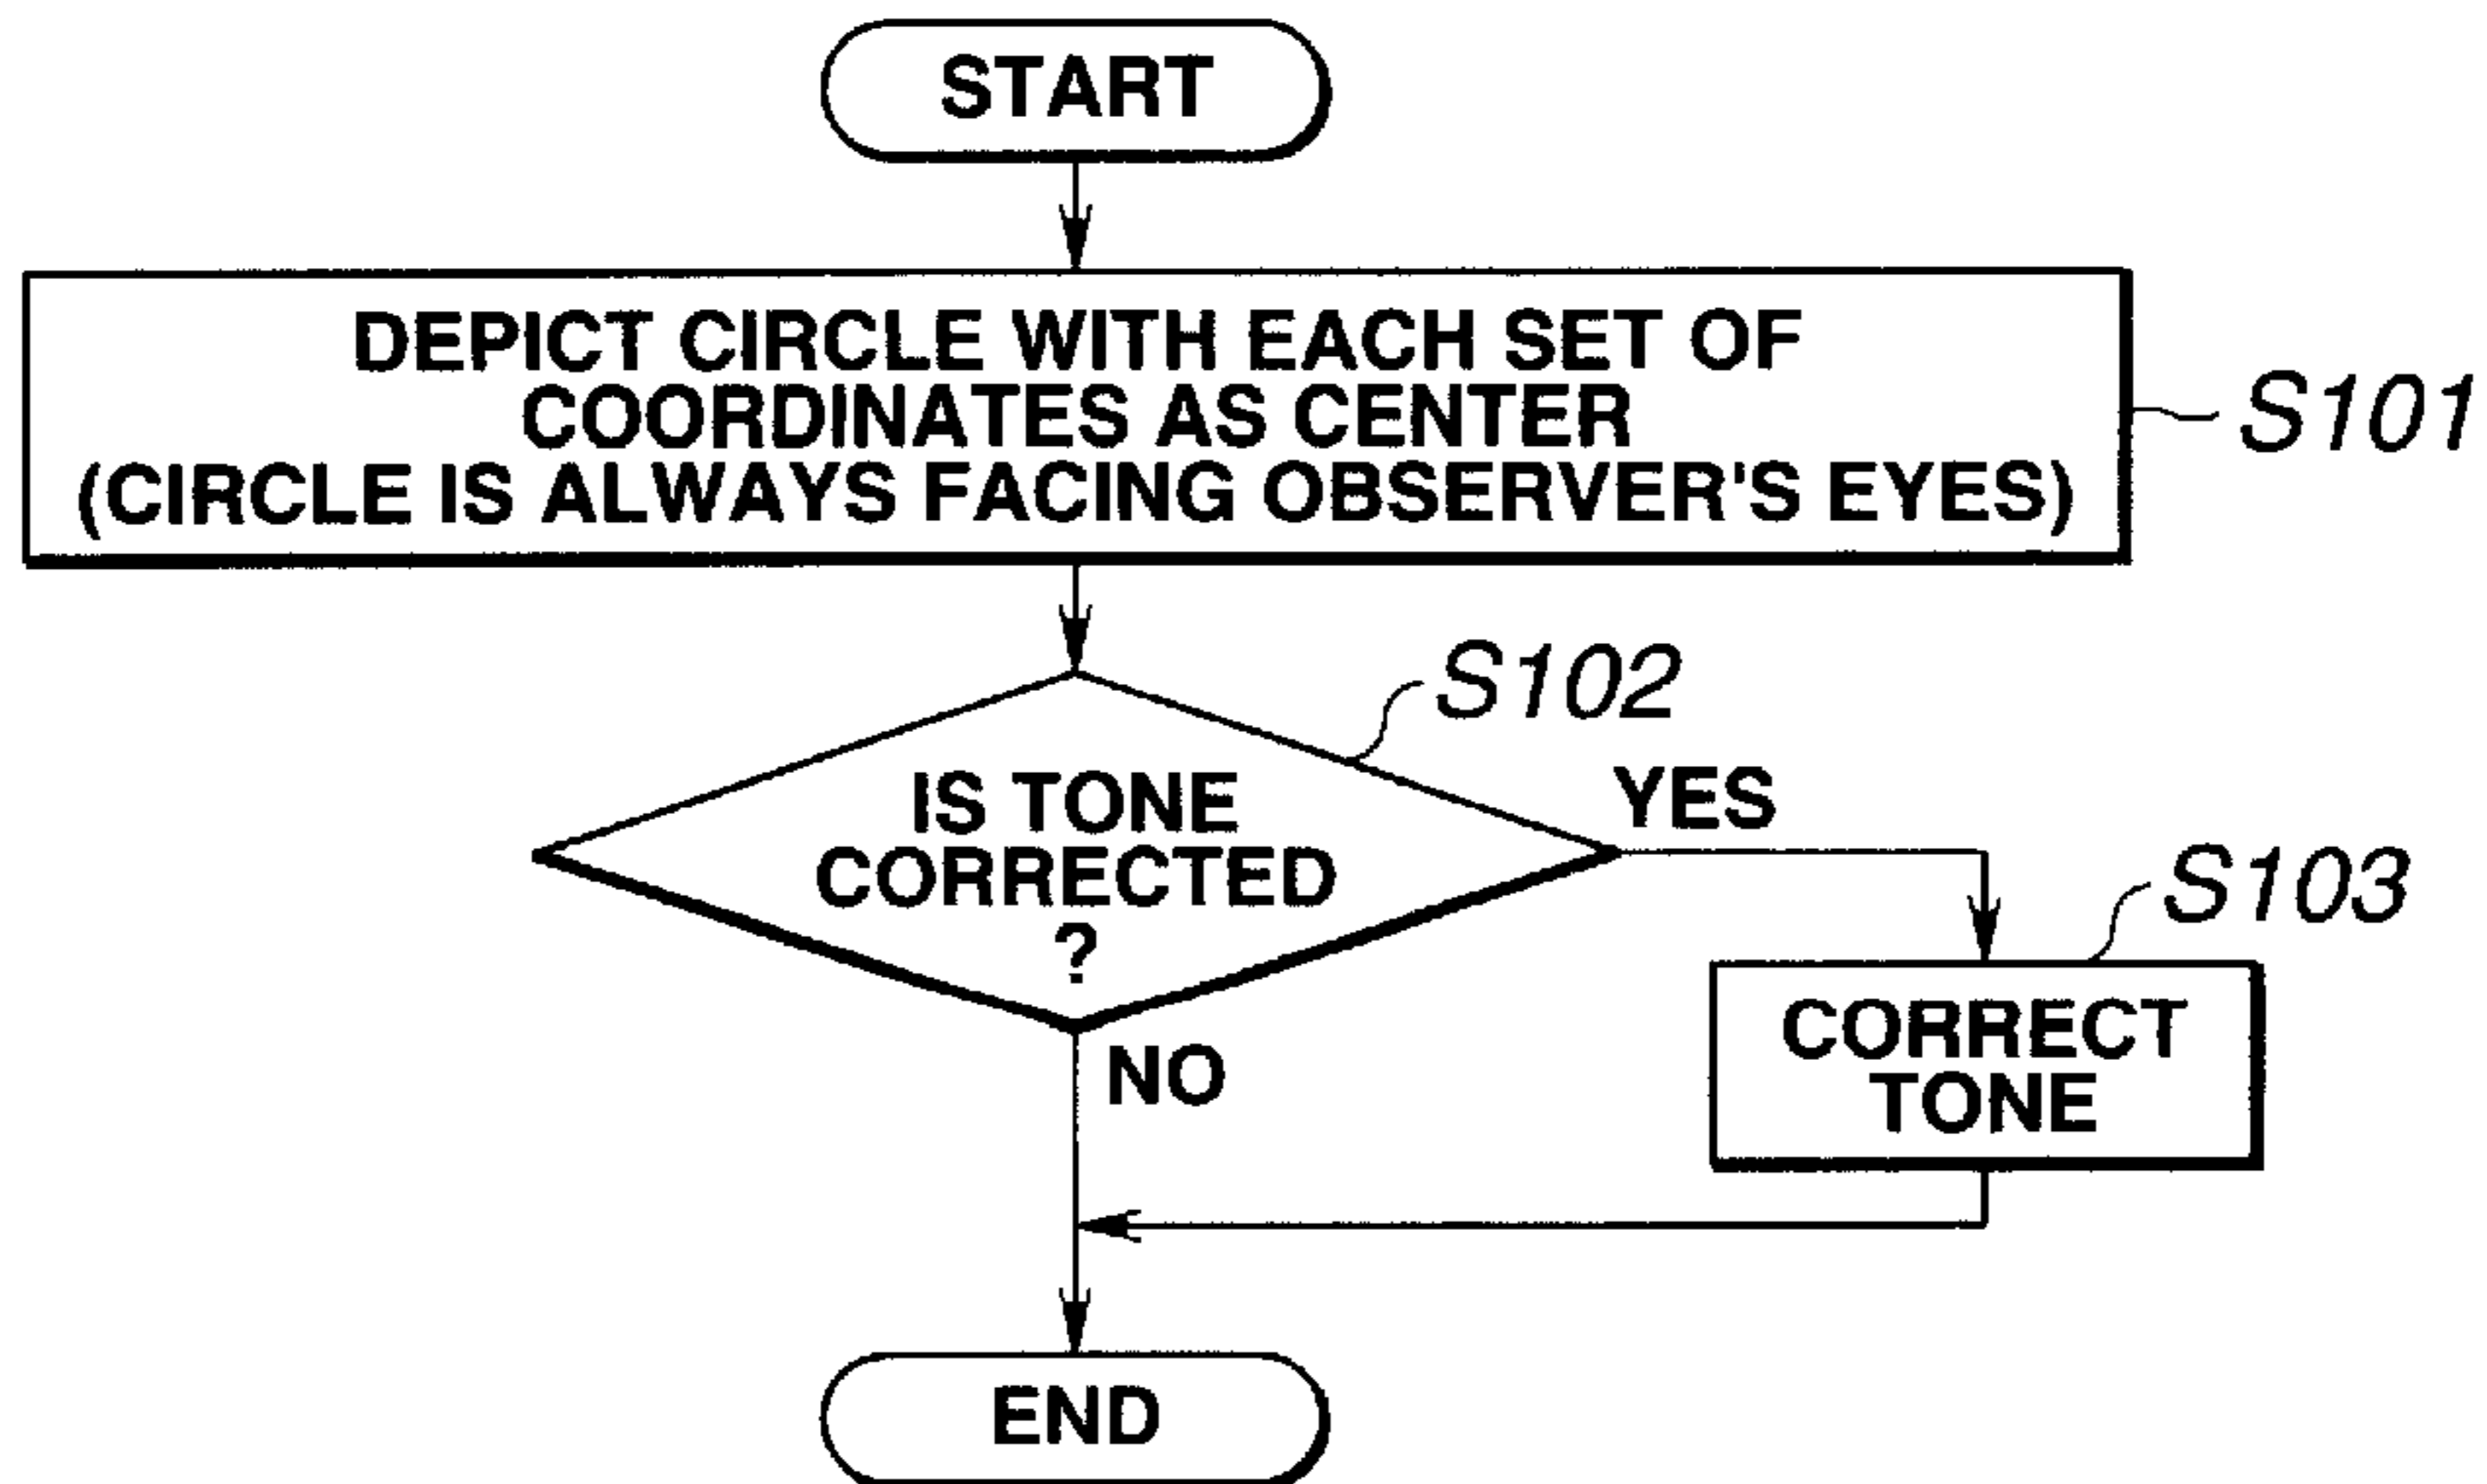 START
DEPICT CIRCLE WITH EACH SET OF
COORDINATES AS CENTER
(CIRCLE IS ALWAYS FACING OBSERVER'S EYES)
S101
S102
IS TONE
CORRECTED
?
YES
NO
S103
CORRECT
TONE
END